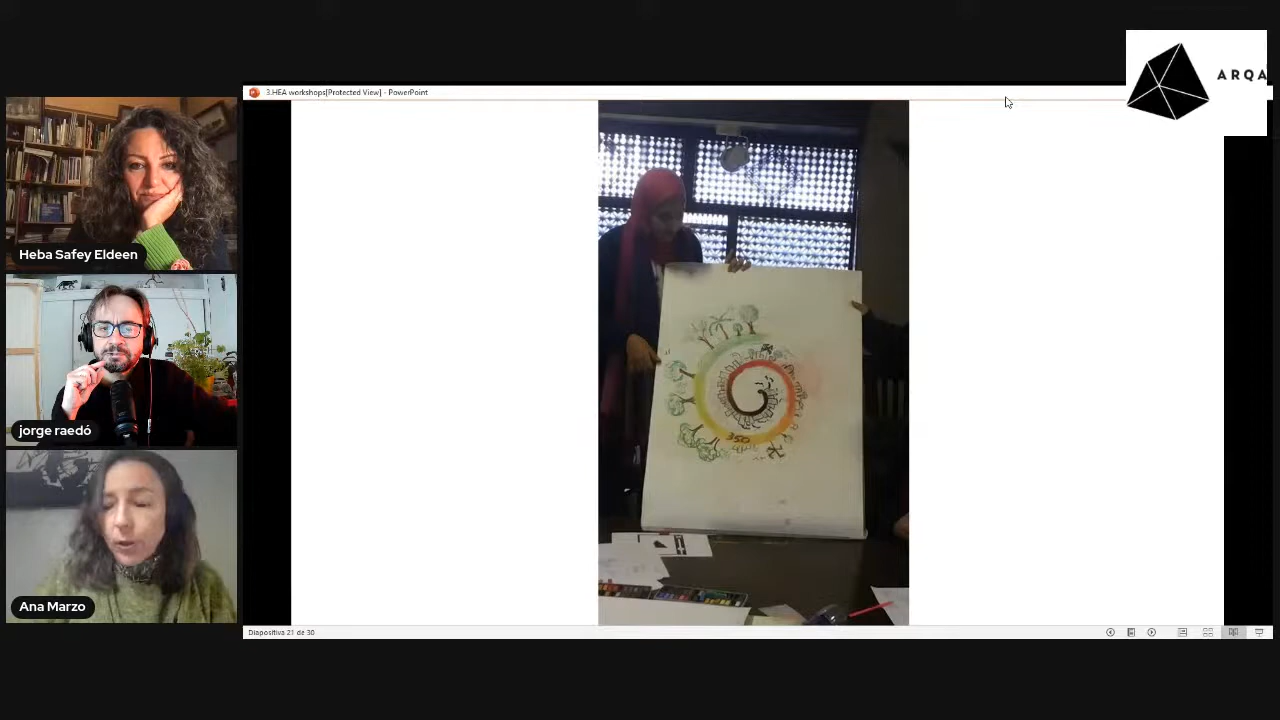 3.HEA workshops[Protected View] - PowerPoint
ARQA
Heba Safey Eldeen
jorge raedó
Ana Marzo
350
Diapositiva 21 de 30